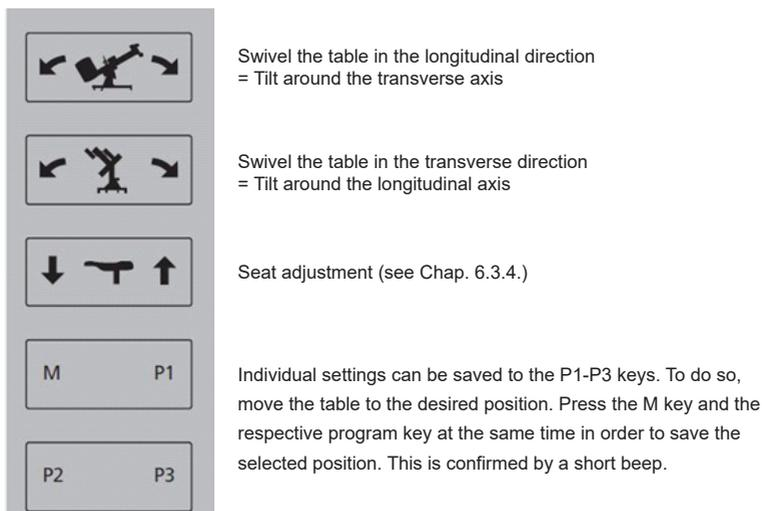 Swivel the table in the longitudinal direction
= Tilt around the transverse axis
Swivel the table in the transverse direction
= Tilt around the longitudinal axis
Seat adjustment (see Chap. 6.3.4.)
M P1
Individual settings can be saved to the P1-P3 keys. To do so,
move the table to the desired position. Press the M key and the
respective program key at the same time in order to save the
selected position. This is confirmed by a short beep.
P2 P3